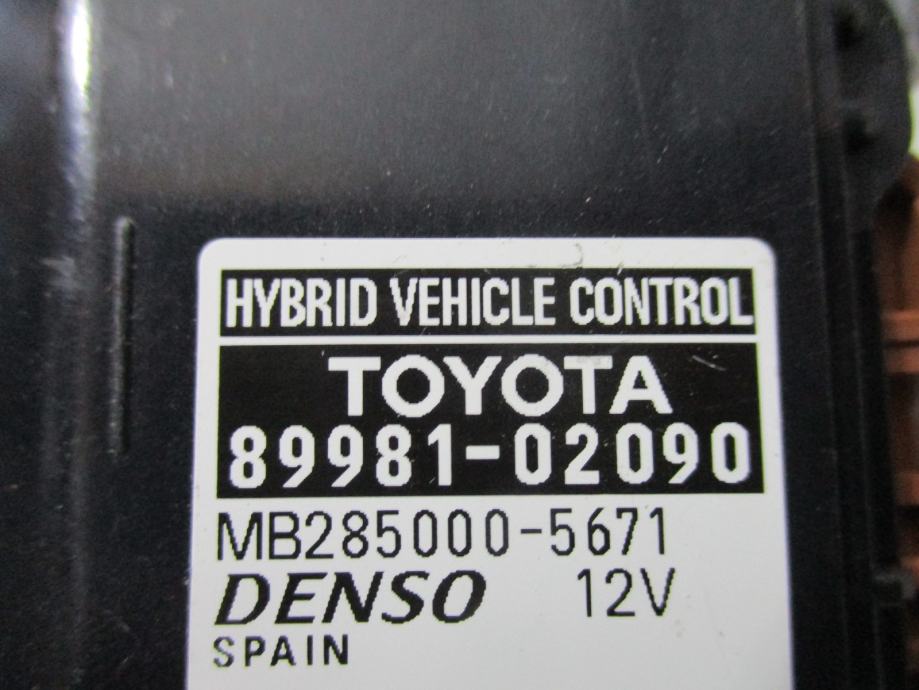 HYBRID VEHICLE CONTROL
TOYOTA
89981-02090
MB285000-5671
DENSO 12V
SPAIN